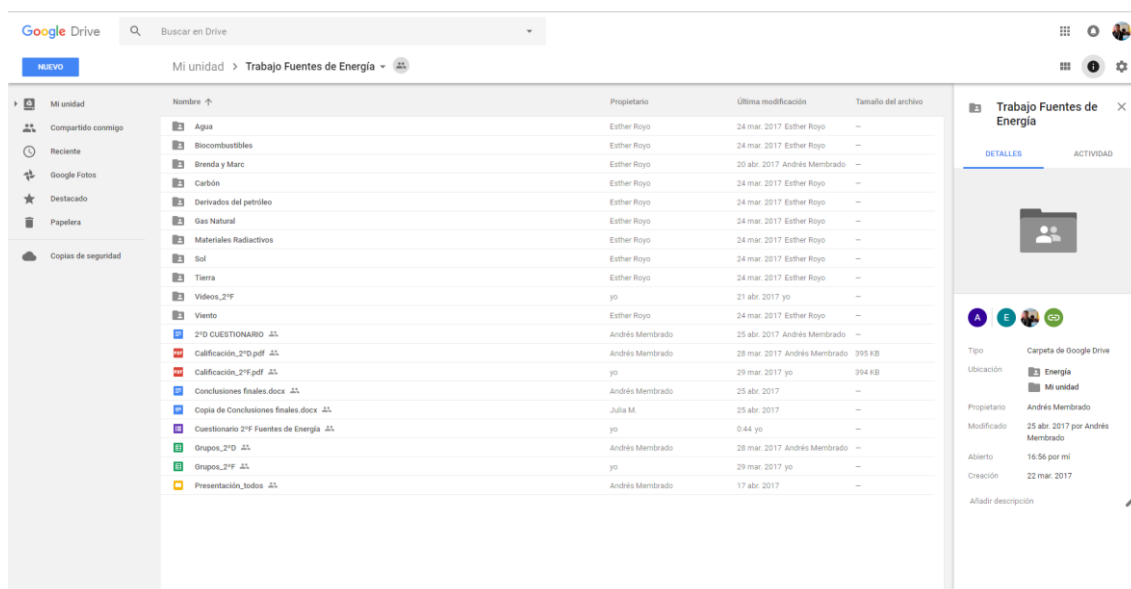 Google Drive
Buscar en Drive
NUEVO
Mi unidad > Trabajo Fuentes de Energía
Mi unidad
Compartido conmigo
Reciente
Google Fotos
Destacado
Papelera
Copias de seguridad
Nombre Propietario Última modificación Tamaño del archivo
Agua Esther Royo 24 mar. 2017 Esther Royo —
Biocombustibles Esther Royo 24 mar. 2017 Esther Royo —
Brenda y Marc Esther Royo 20 abr. 2017 Andrés Membrado —
Carbón Esther Royo 24 mar. 2017 Esther Royo —
Derivados del petróleo Esther Royo 24 mar. 2017 Esther Royo —
Gas Natural Esther Royo 24 mar. 2017 Esther Royo —
Materiales Radiactivos Esther Royo 24 mar. 2017 Esther Royo —
Sol Esther Royo 24 mar. 2017 Esther Royo —
Tierra Esther Royo 24 mar. 2017 Esther Royo —
Videos_2ºF yo 21 abr. 2017 yo —
Viento Esther Royo 24 mar. 2017 Esther Royo —
2ºD CUESTIONARIO Andrés Membrado 25 abr. 2017 Andrés Membrado —
PDF Calificación_2ºD.pdf Andrés Membrado 28 mar. 2017 Andrés Membrado 395 KB
PDF Calificación_2ºF.pdf yo 29 mar. 2017 yo 394 KB
Conclusiones finales.docx Andrés Membrado 25 abr. 2017 —
Copia de Conclusiones finales.docx Julia M. 25 abr. 2017 —
Cuestionario 2ºF Fuentes de Energía yo 0:44 yo —
Grupos_2ºD Andrés Membrado 28 mar. 2017 Andrés Membrado —
Grupos_2ºF yo 29 mar. 2017 yo —
Presentación_todos Andrés Membrado 17 abr. 2017 —
Trabajo Fuentes de
Energía
DETALLES ACTIVIDAD
A E
Tipo Carpeta de Google Drive
Ubicación Energía
Mi unidad
Propietario Andrés Membrado
Modificado 25 abr. 2017 por Andrés
Membrado
Abierto 16:56 por mí
Creación 22 mar. 2017
Añadir descripción